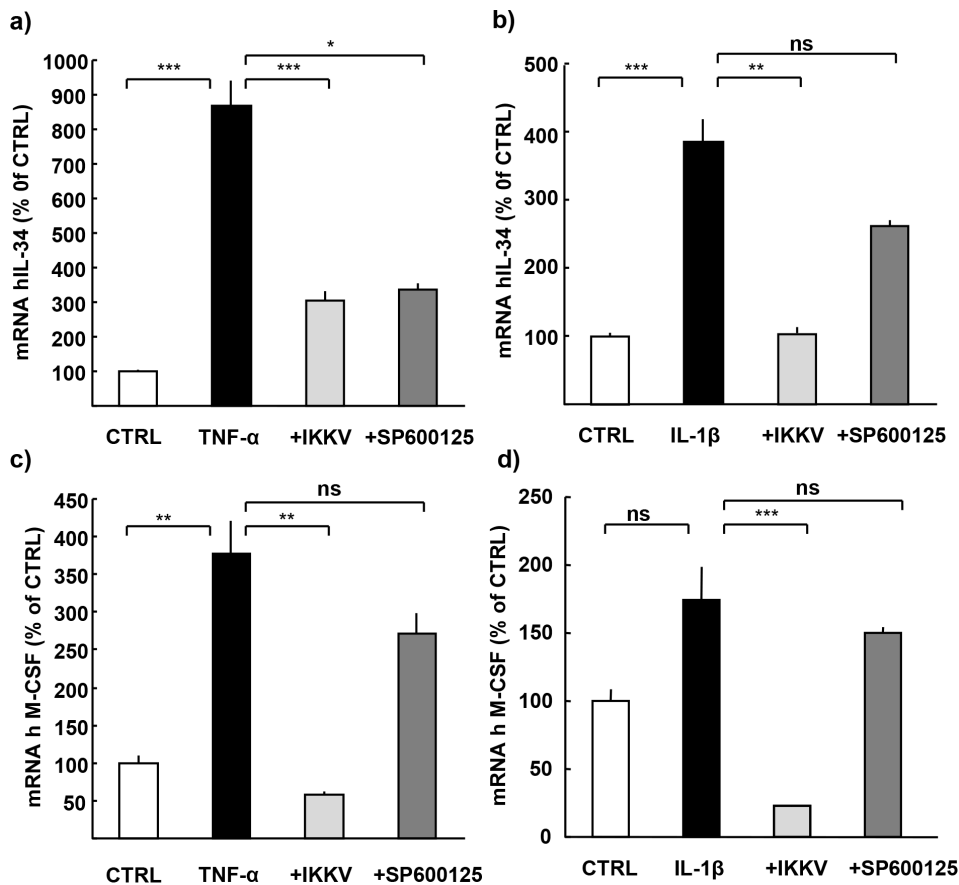 a)
mRNA hIL-34 (% 0f CTRL)
1000
900
800
700
600
500
400
300
200
100
***
***
*
CTRL TNF-α +IKKV +SP600125
b)
mRNA hIL-34 (% 0f CTRL)
500
400
300
200
100
***
**
ns
CTRL IL-1β +IKKV +SP600125
c)
mRNA h M-CSF (% of CTRL)
450
400
350
300
250
200
150
100
50
**
**
ns
CTRL TNF-α +IKKV +SP600125
d)
mRNA h M-CSF (% of CTRL)
250
200
150
100
50
0
ns
***
ns
CTRL IL-1β +IKKV +SP600125